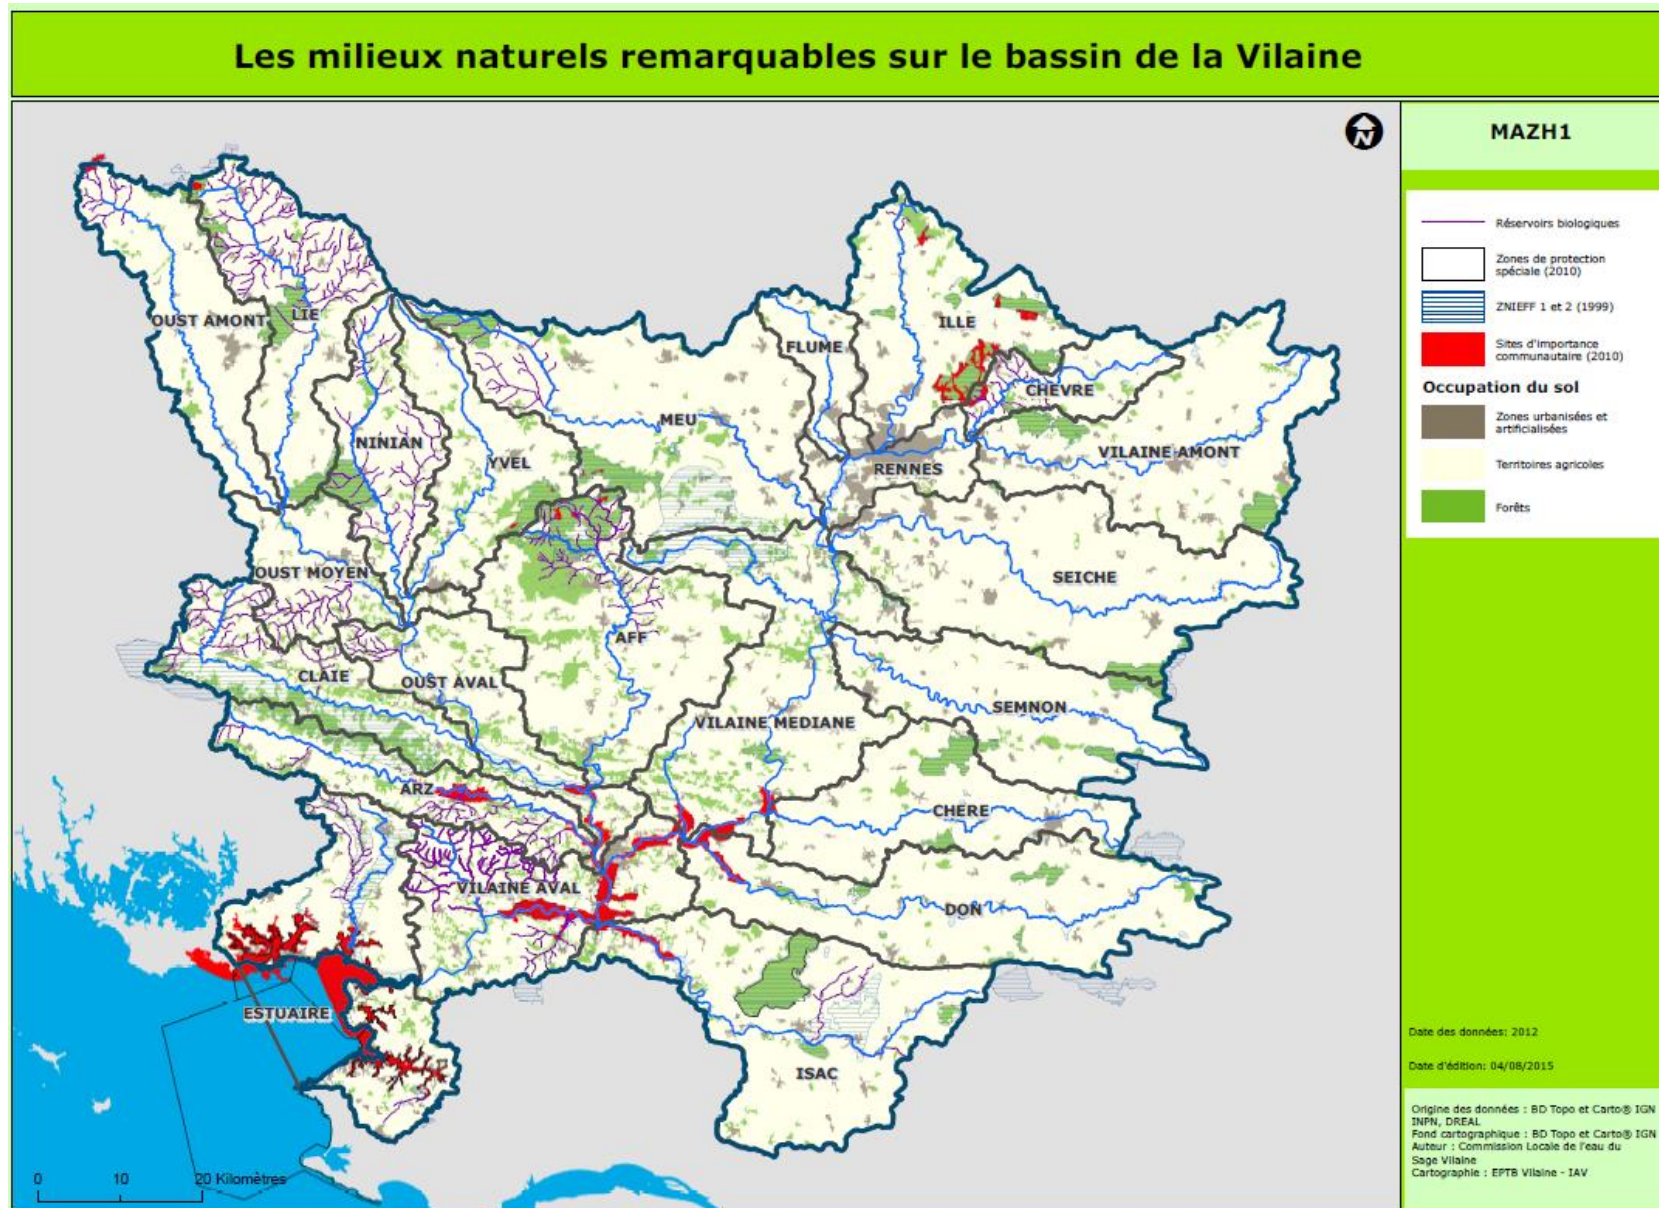 Les milieux naturels remarquables sur le bassin de la Vilaine
MAZH1
N
Réservoirs biologiques
Zones de protection
spéciale (2010)
ZNIEFF 1 et 2 (1999)
Sites d'importance
communautaire (2010)
Occupation du sol
Zones urbanisées et
artificialisées
Territoires agricoles
Forêts
OUST AMONT
LIE
FLUME
ILLE
CHEVRE
NINIAN
MEU
YVEL
RENNES
VILAINE AMONT
OUST MOYEN
SEICHE
AFF
CLAIE
OUST AVAL
SEMNON
VILAINE MEDIANE
ARZ
CHERE
VILAINE AVAL
DON
ESTUAIRE
ISAC
0
10
20 Kilomètres
Date des données: 2012
Date d'édition: 04/08/2015
Origine des données : BD Topo et Carto® IGN
INPN, DREAL
Fond cartographique : BD Topo et Carto® IGN
Auteur : Commission Locale de l'eau du
Sage Vilaine
Cartographie : EPTB Vilaine - IAV